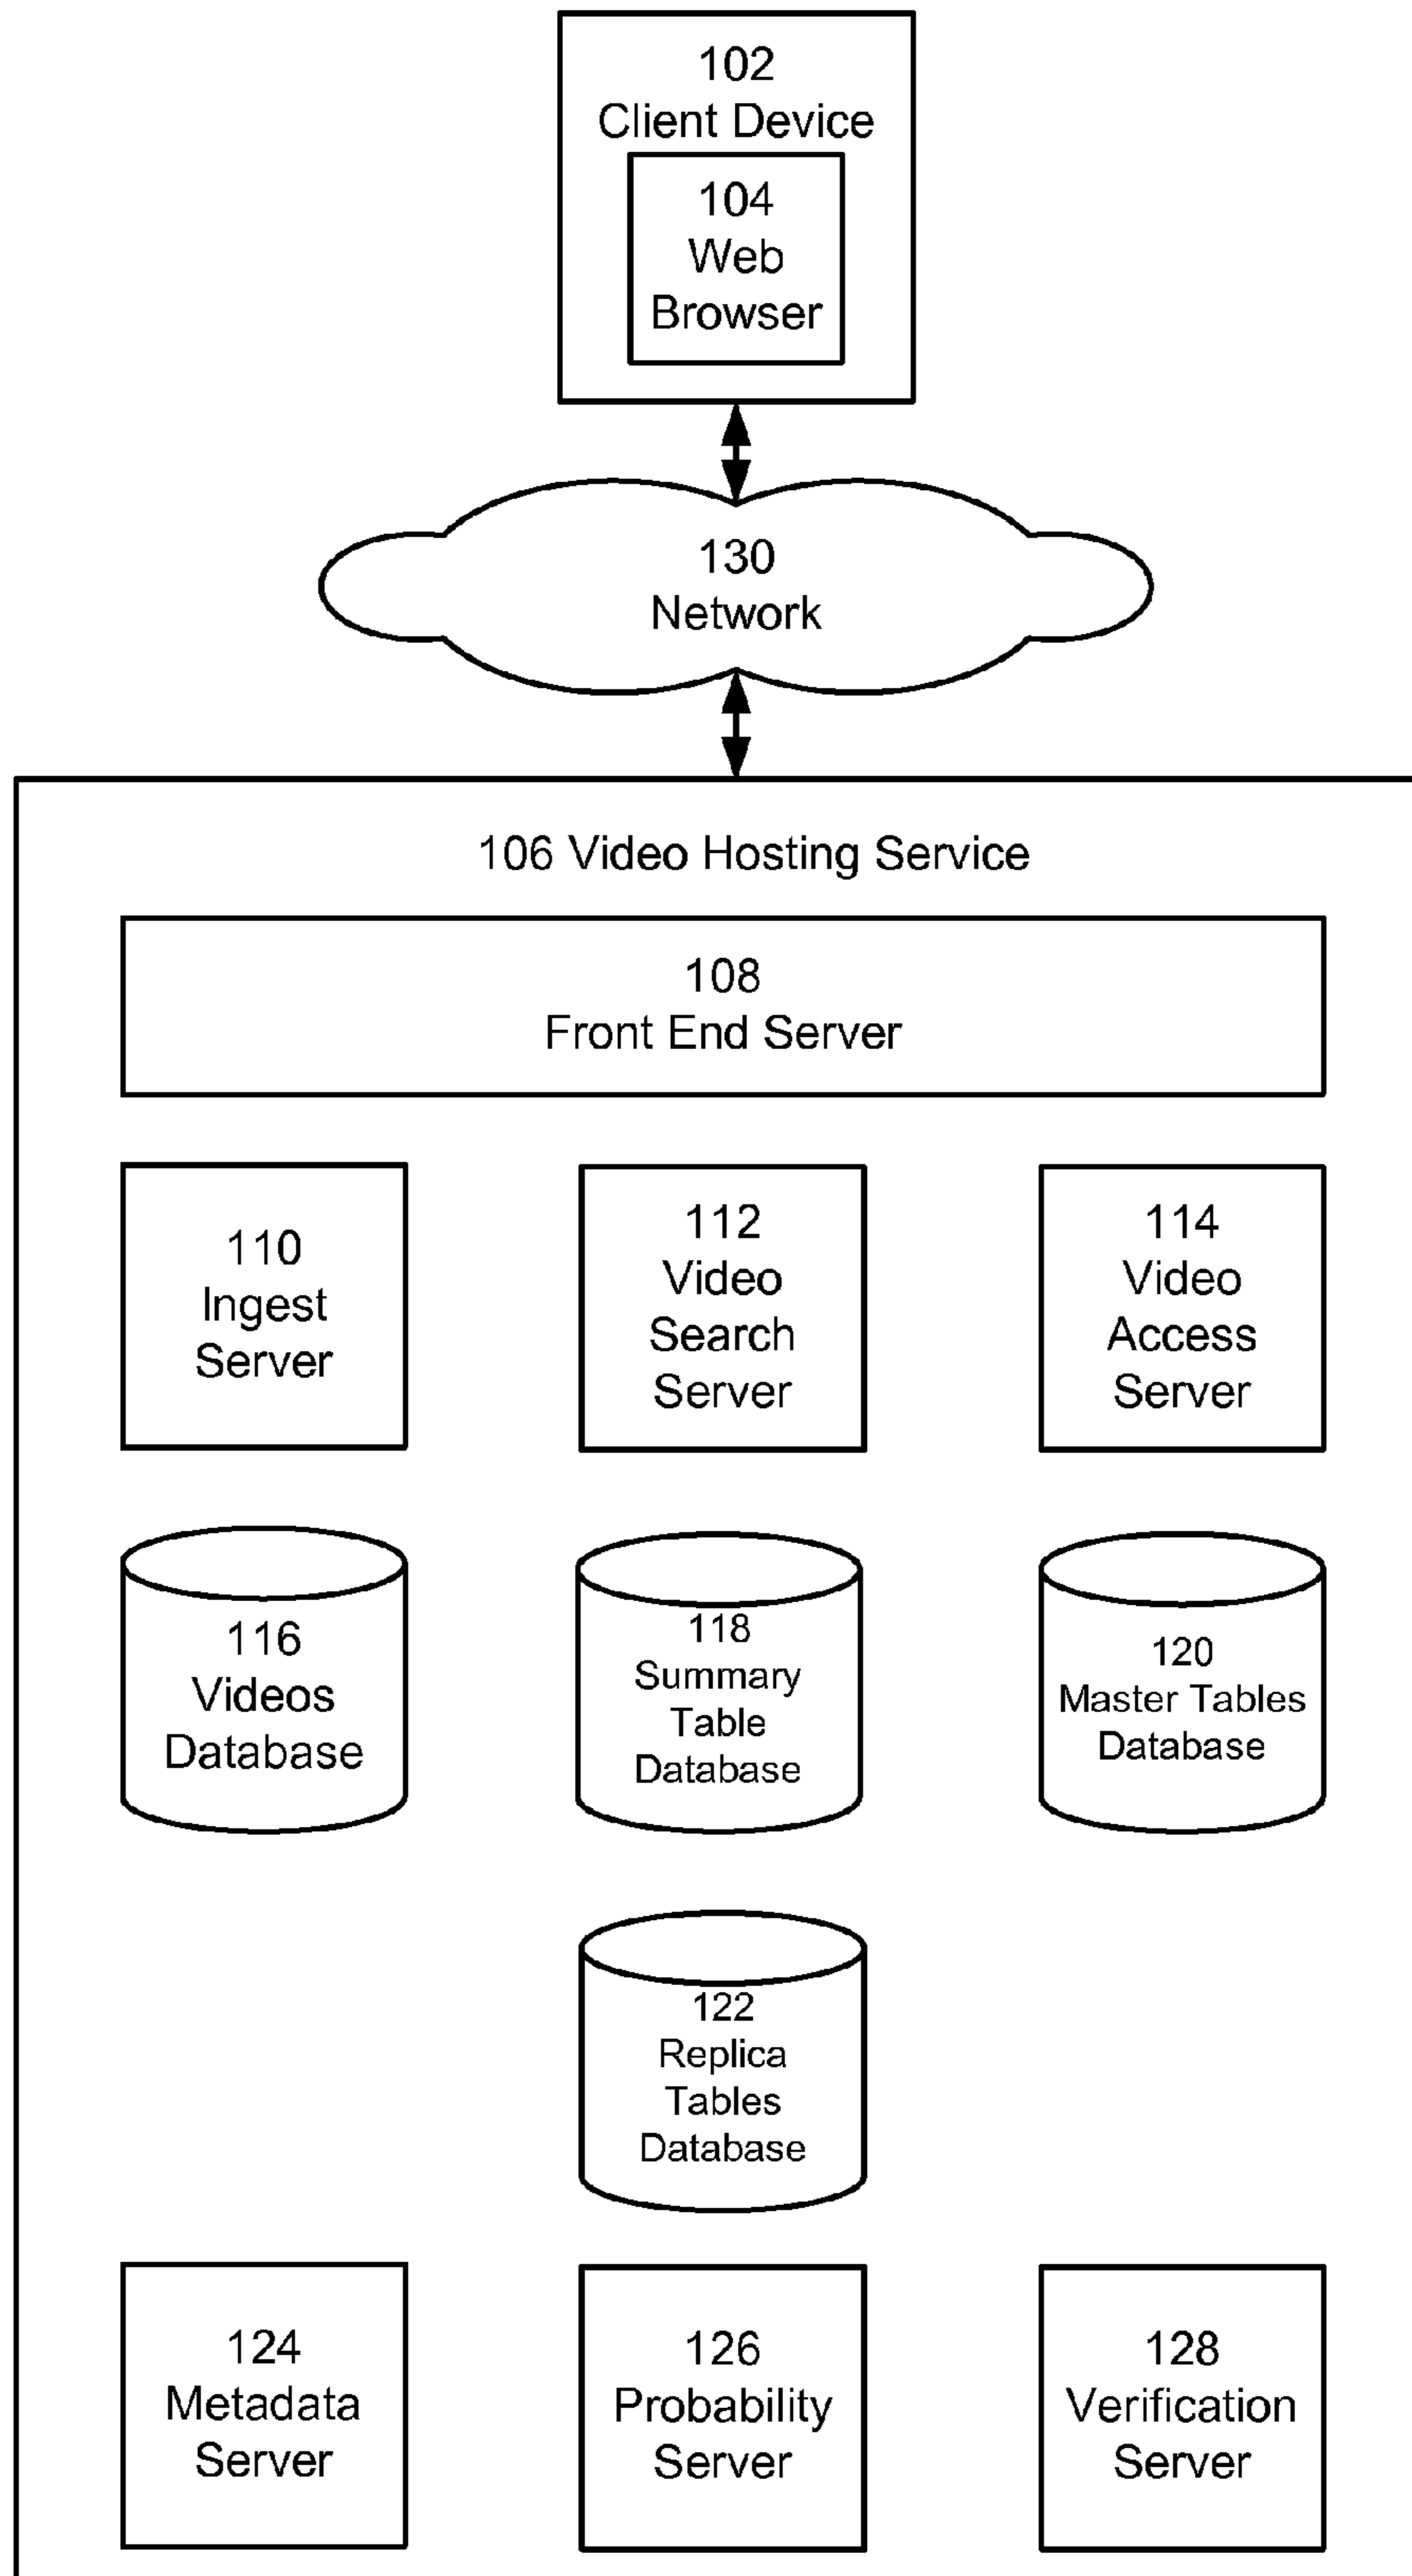 102
Client Device
104
Web
Browser
130
Network
106 Video Hosting Service
108
Front End Server
110
Ingest
Server
112
Video
Search
Server
114
Video
Access
Server
116
Videos
Database
118
Summary
Table
Database
120
Master Tables
Database
122
Replica
Tables
Database
124
Metadata
Server
126
Probability
Server
128
Verification
Server